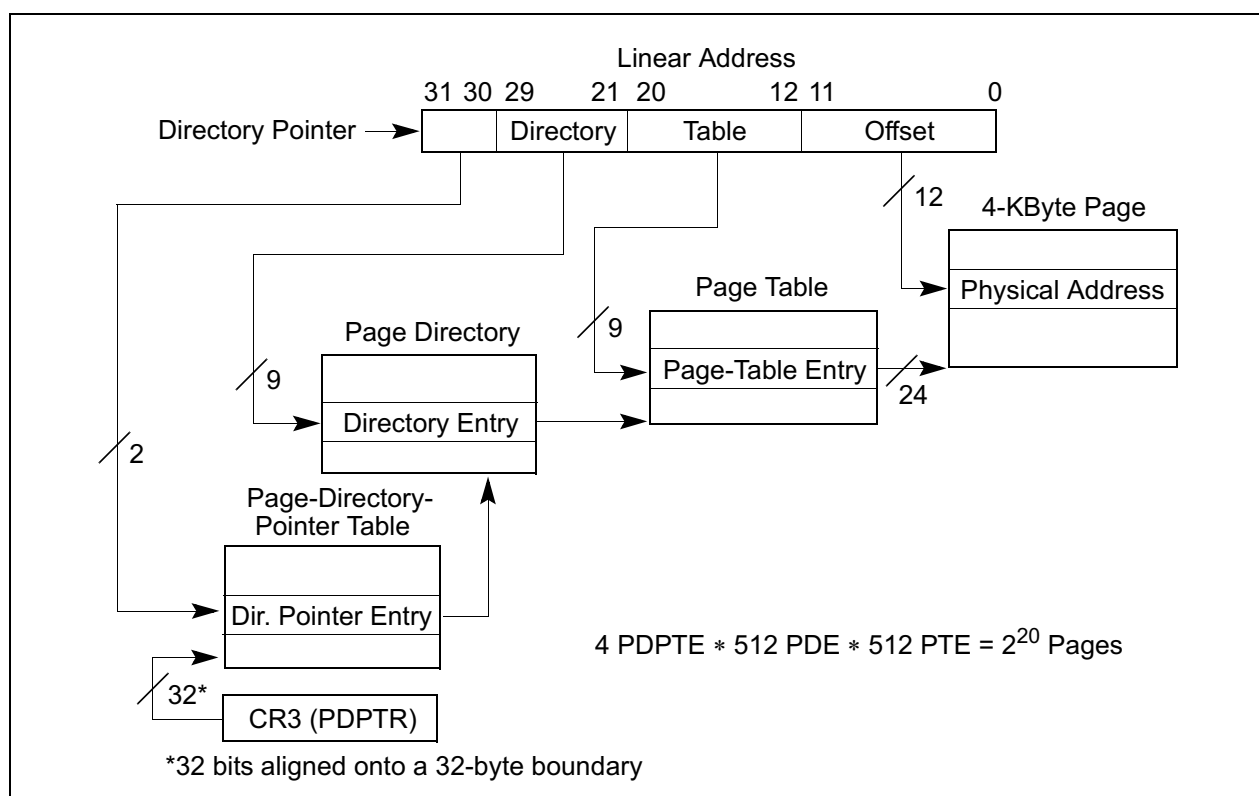 Linear Address
31 30 29 21 20 12 11 0
Directory Pointer
Directory Table Offset
12
4-KByte Page
Physical Address
Page Table
9
Page-Table Entry
24
Page Directory
9
Directory Entry
2
Page-Directory-
Pointer Table
Dir. Pointer Entry
4 PDPTE * 512 PDE * 512 PTE = 2²⁰ Pages
32*
CR3 (PDPTR)
*32 bits aligned onto a 32-byte boundary